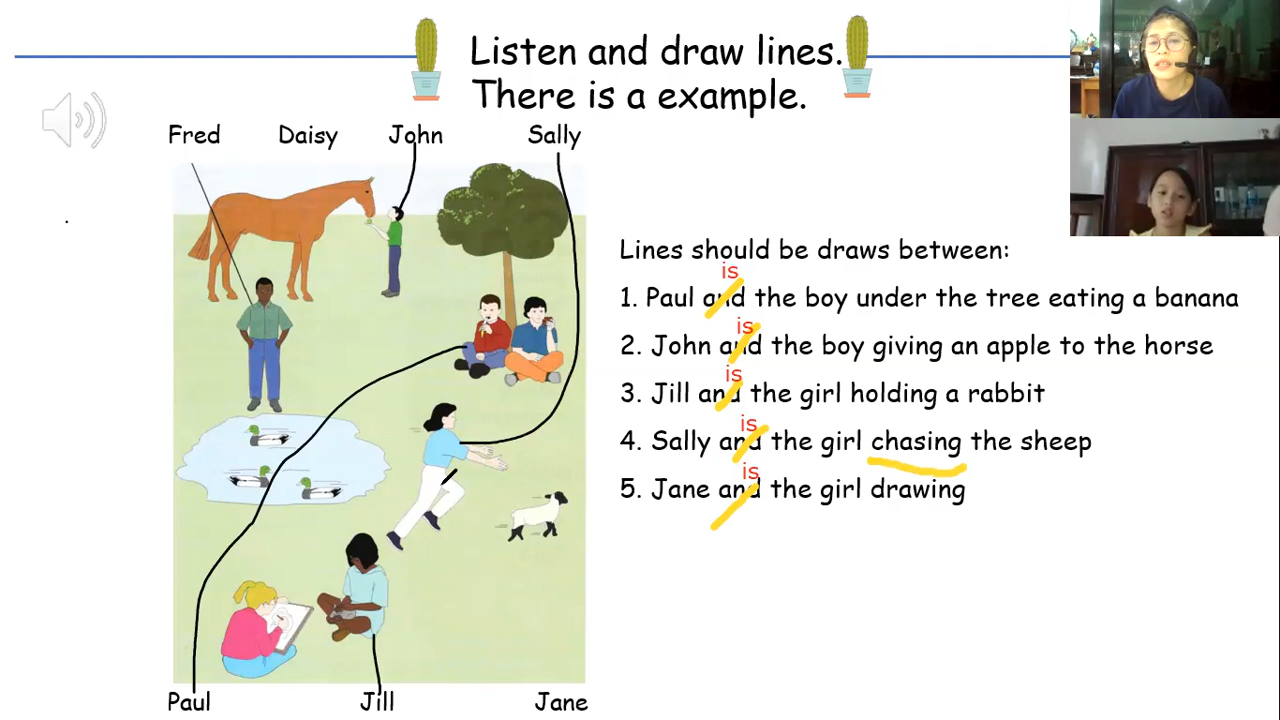 Listen and draw lines.
There is a example.
Fred Daisy John Sally
Lines should be draws between:
is
1. Paul and the boy under the tree eating a banana
is
2. John and the boy giving an apple to the horse
is
3. Jill and the girl holding a rabbit
is
4. Sally and the girl chasing the sheep
is
5. Jane and the girl drawing
Paul Jill Jane